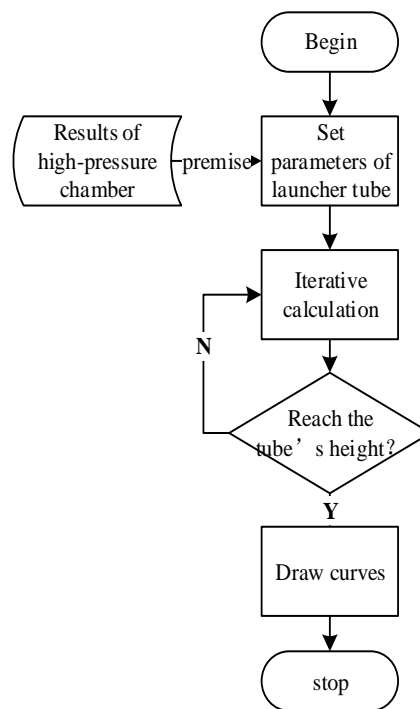 Begin
Results of
high-pressure
chamber
premise
Set
parameters of
launcher tube
Iterative
calculation
N
Reach the
tube’s height?
Y
Draw curves
stop